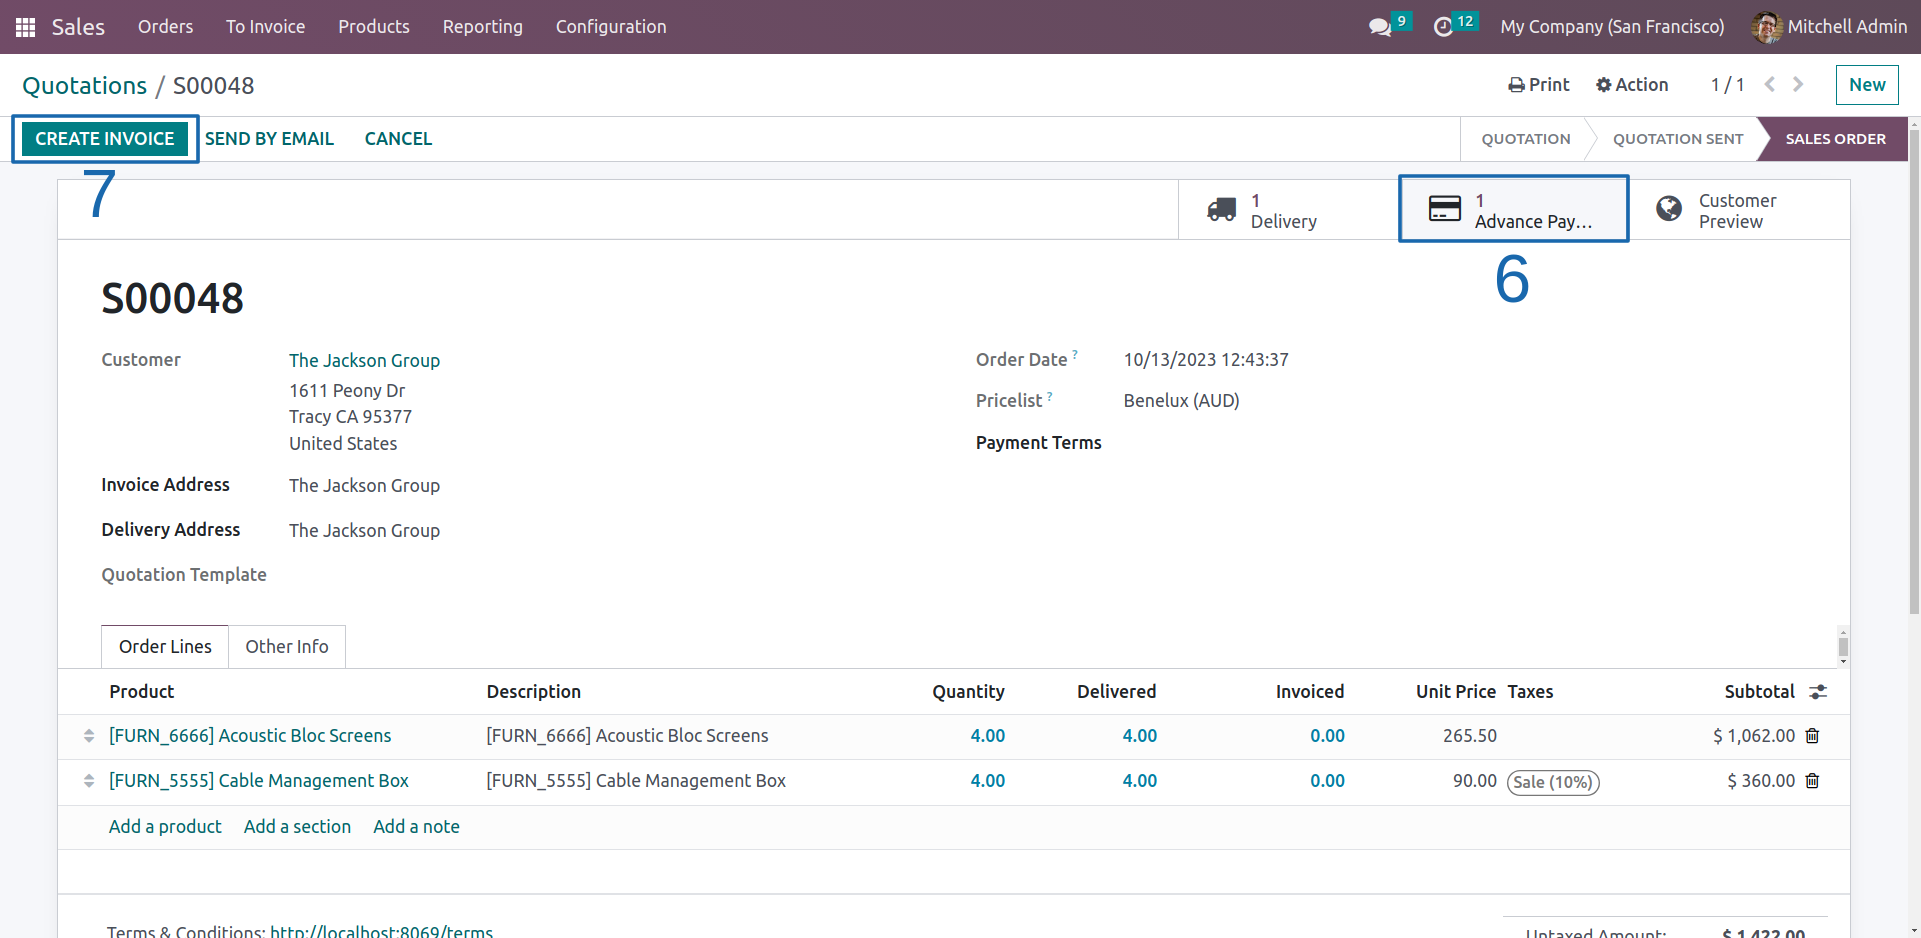 Sales Orders To Invoice Products Reporting Configuration 9 12 My Company (San Francisco) Mitchell Admin
Quotations / S00048 Print Action 1 / 1 New
CREATE INVOICE SEND BY EMAIL CANCEL QUOTATION QUOTATION SENT SALES ORDER
7
1
Delivery
1
Advance Pay...
Customer
Preview
6
S00048
Customer The Jackson Group
1611 Peony Dr
Tracy CA 95377
United States
Order Date ? 10/13/2023 12:43:37
Pricelist ? Benelux (AUD)
Payment Terms
Invoice Address The Jackson Group
Delivery Address The Jackson Group
Quotation Template
Order Lines Other Info
Product Description Quantity Delivered Invoiced Unit Price Taxes Subtotal
[FURN_6666] Acoustic Bloc Screens [FURN_6666] Acoustic Bloc Screens 4.00 4.00 0.00 265.50 $ 1,062.00
[FURN_5555] Cable Management Box [FURN_5555] Cable Management Box 4.00 4.00 0.00 90.00 Sale (10%) $ 360.00
Add a product Add a section Add a note
Terms & Conditions: http://localhost:8069/terms
Untaxed Amount: $ 1,422.00